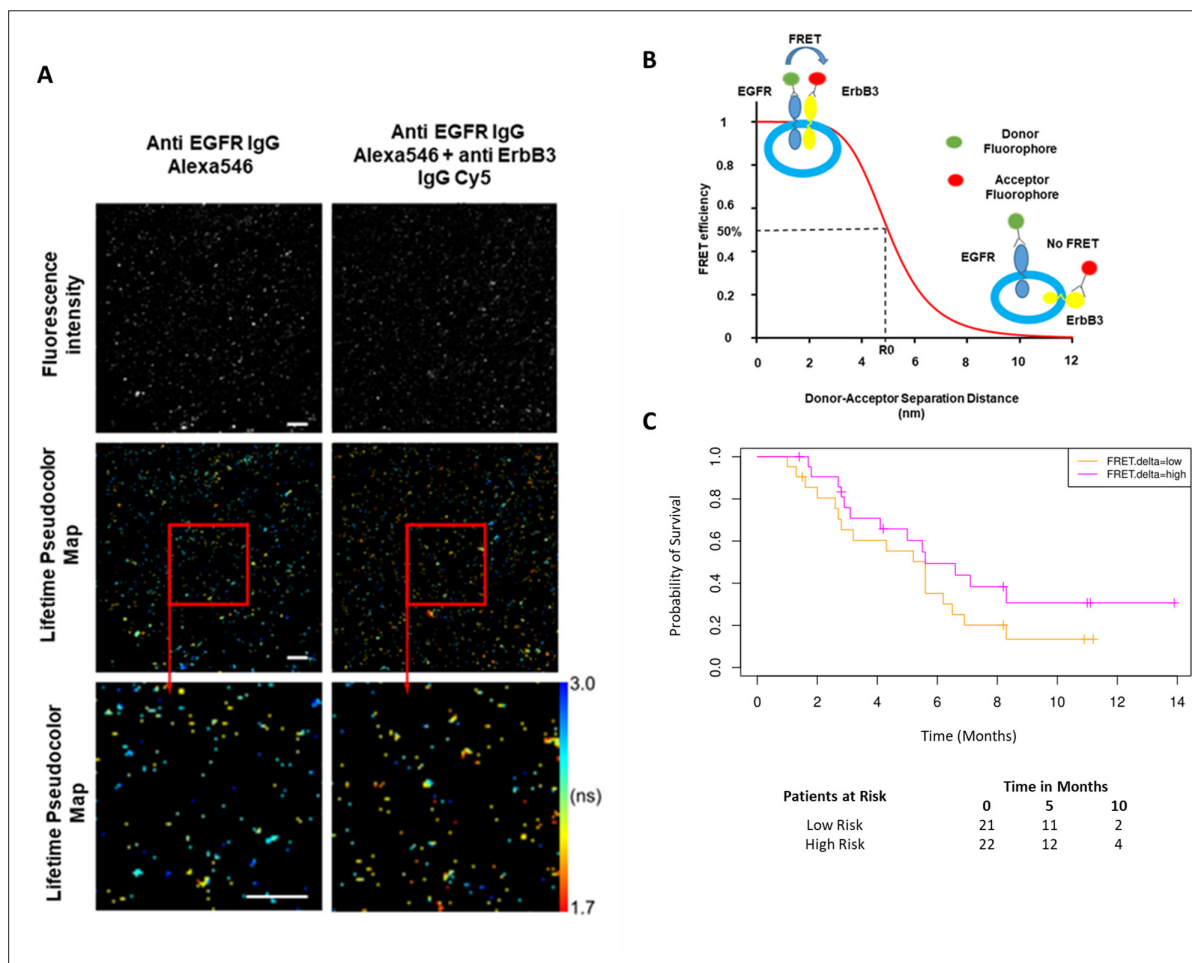 A
Anti EGFR IgG
Alexa546
Anti EGFR IgG
Alexa546 + anti ErbB3
IgG Cy5
Fluorescence
intensity
Lifetime Pseudocolor
Map
Lifetime Pseudocolor
Map
3.0
(ns)
1.7
B
FRET
EGFR
ErbB3
1
0.8
0.6
50%
0.4
0.2
0
FRET efficiency
Donor
Fluorophore
Acceptor
Fluorophore
EGFR
No FRET
ErbB3
0 2 4 6 8 10 12
R0
Donor-Acceptor Separation Distance
(nm)
C
FRET.delta=low
FRET.delta=high
1.0
0.8
0.6
0.4
0.2
0.0
Probability of Survival
0 2 4 6 8 10 12 14
Time (Months)
Patients at Risk
Time in Months
0 5 10
Low Risk 21 11 2
High Risk 22 12 4